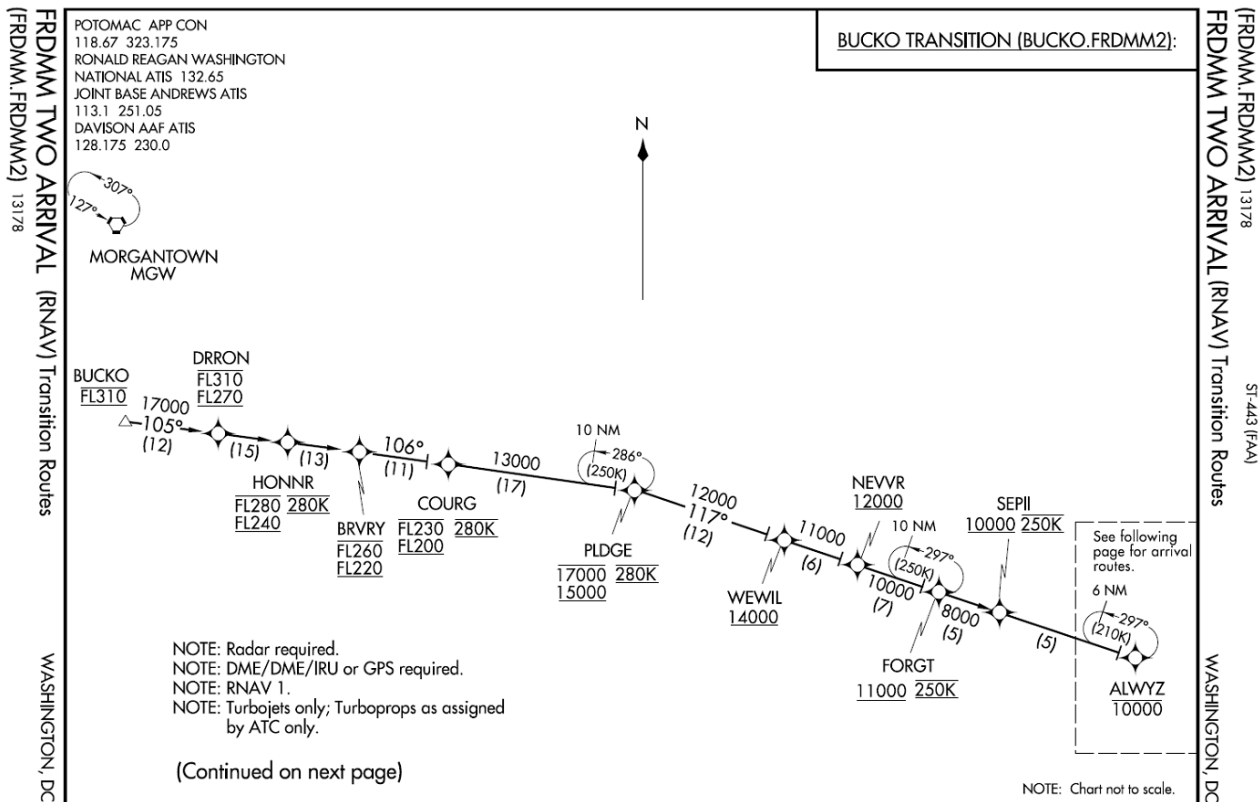 (FRDMM.FRDMM2) 13178
FRDMM TWO ARRIVAL (RNAV) Transition Routes
WASHINGTON, DC
POTOMAC APP CON
118.67 323.175
RONALD REAGAN WASHINGTON
NATIONAL ATIS 132.65
JOINT BASE ANDREWS ATIS
113.1 251.05
DAVISON AAF ATIS
128.175 230.0
BUCKO TRANSITION (BUCKO.FRDMM2):
N
307°
127°
MORGANTOWN
MGW
BUCKO
FL310
17000
105°
(12)
DRRON
FL310
FL270
(15)
HONNR
FL280 280K
FL240
(13)
BRVRY
FL260
FL220
106°
(11)
COURG
FL230 280K
FL200
13000
(17)
10 NM
286°
(250K)
PLDGE
17000 280K
15000
12000
117°
(12)
WEWIL
14000
11000
(6)
NEVVR
12000
10000
(7)
10 NM
297°
(250K)
FORGT
11000 250K
8000
(5)
SEPII
10000 250K
(5)
See following
page for arrival
routes.
6 NM
297°
(210K)
ALWYZ
10000
NOTE: Radar required.
NOTE: DME/DME/IRU or GPS required.
NOTE: RNAV 1.
NOTE: Turbojets only; Turboprops as assigned
by ATC only.
(Continued on next page)
NOTE: Chart not to scale.
(FRDMM.FRDMM2) 13178
FRDMM TWO ARRIVAL (RNAV) Transition Routes
ST-443 (FAA)
WASHINGTON, DC